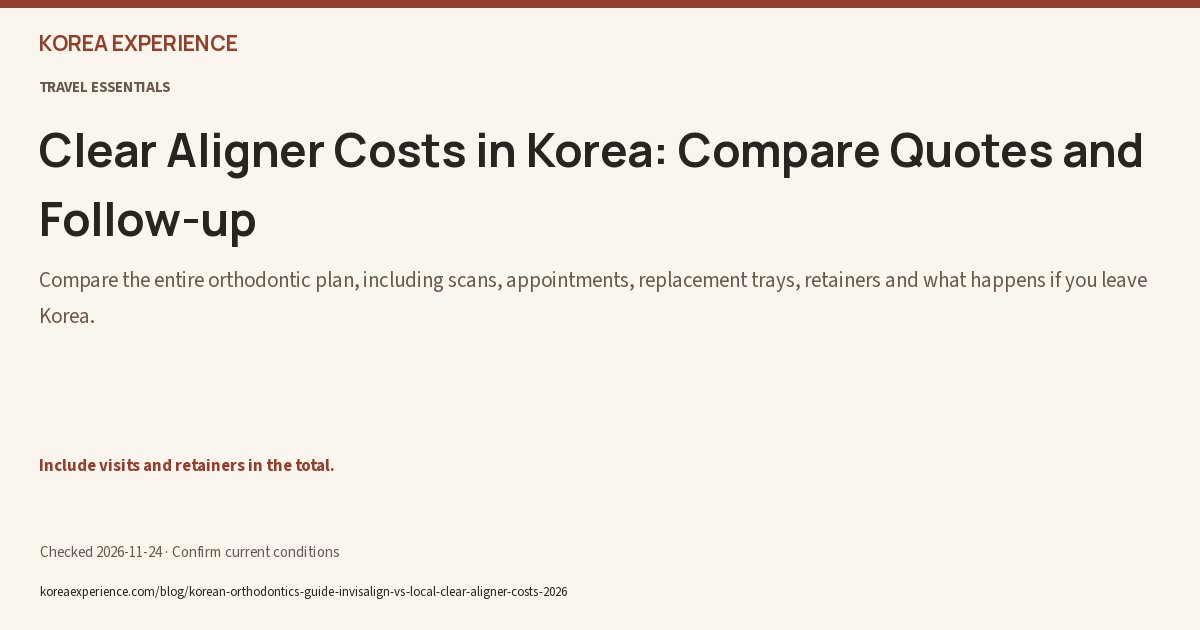 KOREA EXPERIENCE
TRAVEL ESSENTIALS
Clear Aligner Costs in Korea: Compare Quotes and
Follow-up
Compare the entire orthodontic plan, including scans, appointments, replacement trays, retainers and what happens if you leave
Korea.
Include visits and retainers in the total.
Checked 2026-11-24 · Confirm current conditions
koreaexperience.com/blog/korean-orthodontics-guide-invisalign-vs-local-clear-aligner-costs-2026